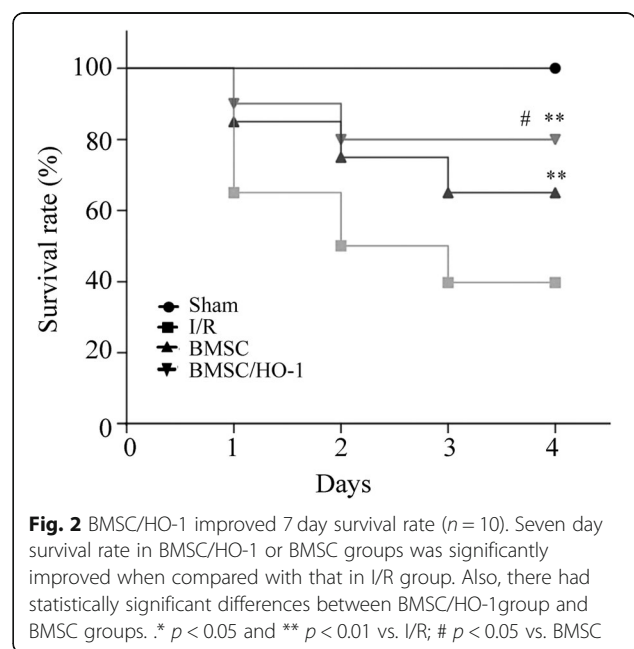 100
80
60
40
20
0
Survival rate (%)
# **
**
Sham
I/R
BMSC
BMSC/HO-1
0 1 2 3 4
Days
Fig. 2 BMSC/HO-1 improved 7 day survival rate (n = 10). Seven day
survival rate in BMSC/HO-1 or BMSC groups was significantly
improved when compared with that in I/R group. Also, there had
statistically significant differences between BMSC/HO-1group and
BMSC groups. .* p < 0.05 and ** p < 0.01 vs. I/R; # p < 0.05 vs. BMSC